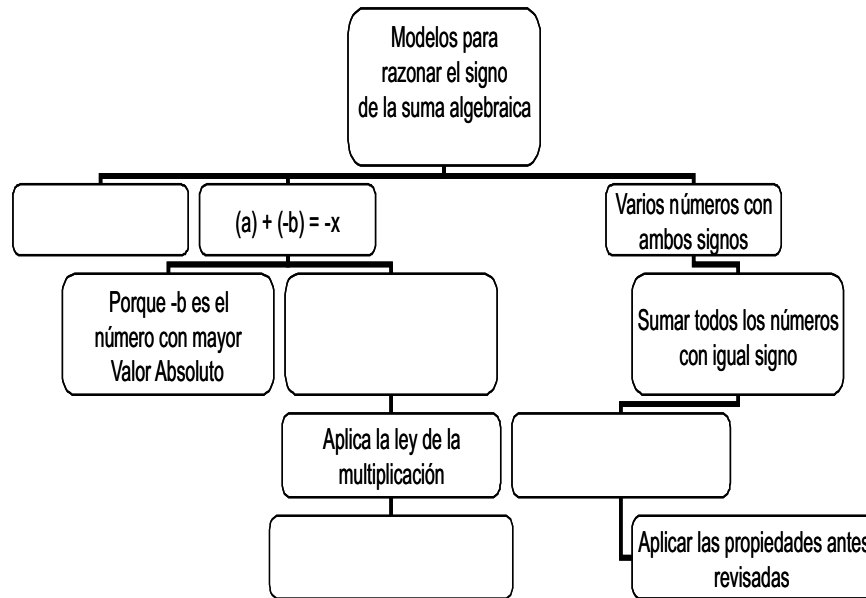 Modelos para
razonar el signo
de la suma algebraica
(a) + (-b) = -x
Varios números con
ambos signos
Porque -b es el
número con mayor
Valor Absoluto
Sumar todos los números
con igual signo
Aplica la ley de la
multiplicación
Aplicar las propiedades antes
revisadas